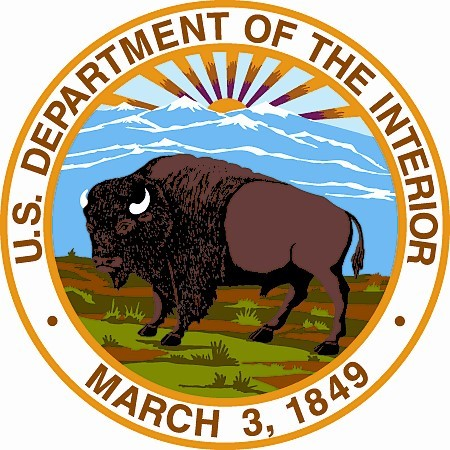 U.S. DEPARTMENT OF THE INTERIOR
MARCH 3, 1849